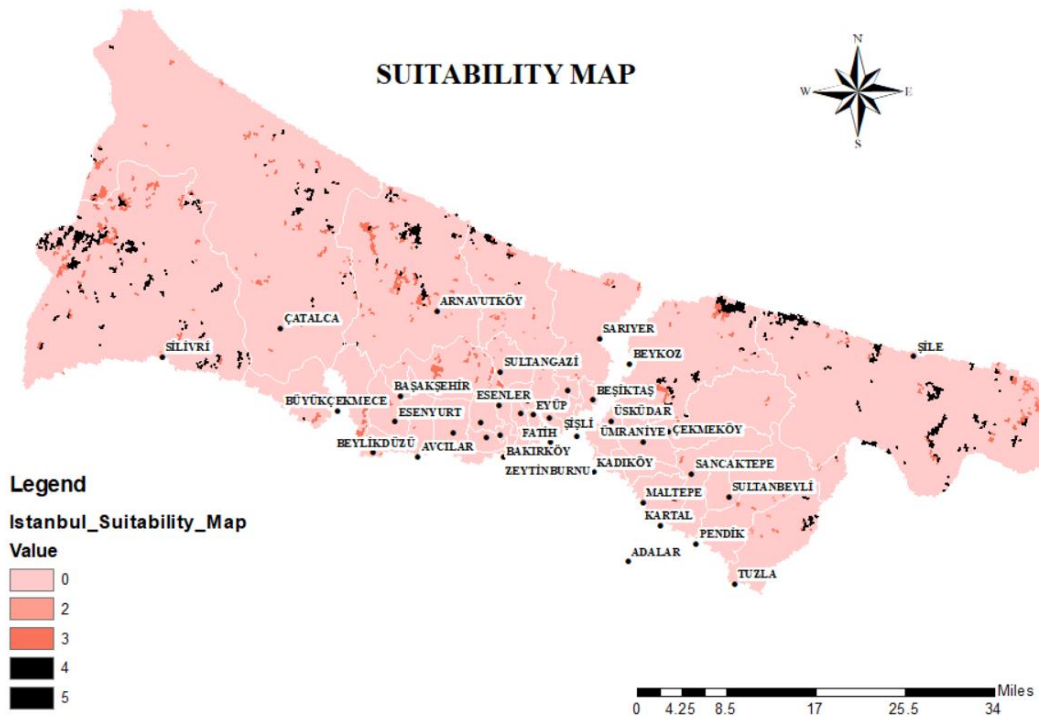 SUITABILITY MAP
N
W E
S
ARNAVUTKÖY
ÇATALCA
SARIYER
SİLİVRİ
ŞİLE
BEYKOZ
SULTANGAZİ
BAŞAKŞEHİR
BEŞİKTAŞ
BÜYÜKÇEKMECE
ESENLER
EYÜP
ÜSKÜDAR
ESENYURT
ŞİŞLİ
ÜMRANİYE
ÇEKMEKÖY
FATİH
BEYLİKDÜZÜ
AVCILAR
BAKIRKÖY
ZEYTİNBURNU
KADIKÖY
SANCAKTEPE
SULTANBEYLİ
MALTEPE
KARTAL
PENDİK
ADALAR
TUZLA
Legend
Istanbul_Suitability_Map
Value
0
2
3
4
5
Miles
0 4.25 8.5 17 25.5 34